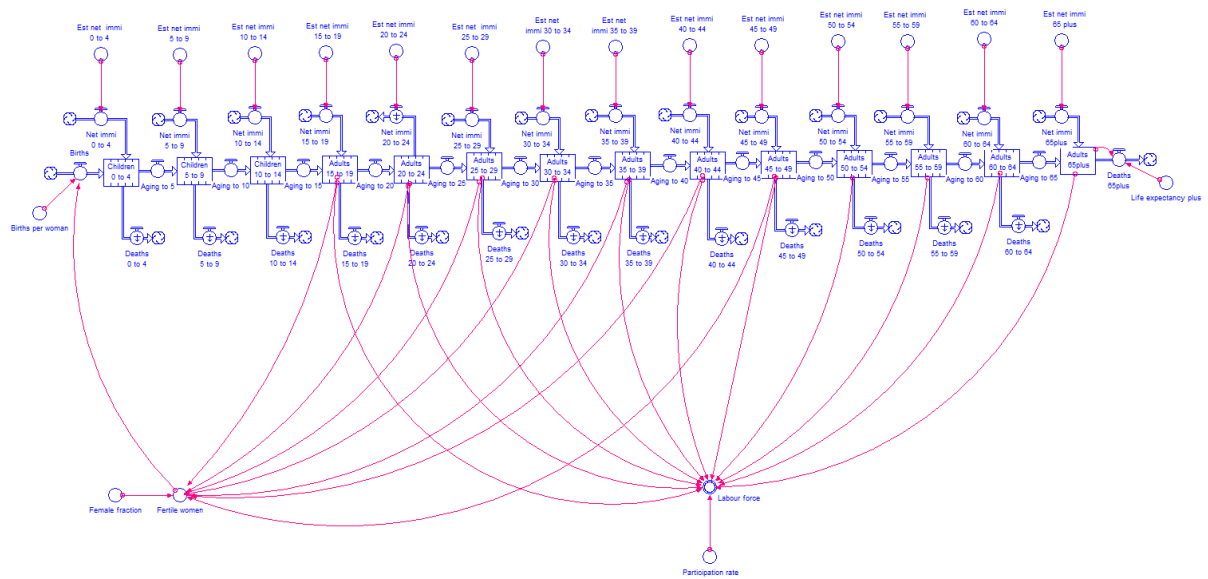 Est net immi
0 to 4
Est net immi
5 to 9
Est net immi
10 to 14
Est net immi
15 to 19
Est net immi
20 to 24
Est net immi
25 to 29
Est net
immi 30 to 34
Est net
immi 35 to 39
Est net immi
40 to 44
Est net immi
45 to 49
Est net immi
50 to 54
Est net immi
55 to 59
Est net immi
60 to 64
Est net immi
65 plus
Net immi
0 to 4
Net immi
5 to 9
Net immi
10 to 14
Net immi
15 to 19
Net immi
20 to 24
Net immi
25 to 29
Net immi
30 to 34
Net immi
35 to 39
Net immi
40 to 44
Net immi
45 to 49
Net immi
50 to 54
Net immi
55 to 59
Net immi
60 to 64
Net immi
65plus
Births
Children
0 to 4
Aging to 5
Children
5 to 9
Aging to 10
Children
10 to 14
Aging to 15
Adults
15 to 19
Aging to 20
Adults
20 to 24
Aging to 25
Adults
25 to 29
Aging to 30
Adults
30 to 34
Aging to 35
Adults
35 to 39
Aging to 40
Adults
40 to 44
Aging to 45
Adults
45 to 49
Aging to 50
Adults
50 to 54
Aging to 55
Adults
55 to 59
Aging to 60
Adults
60 to 64
Aging to 65
Adults
65plus
Deaths
65plus
Life expectancy plus
Births per woman
Deaths
0 to 4
Deaths
5 to 9
Deaths
10 to 14
Deaths
15 to 19
Deaths
20 to 24
Deaths
25 to 29
Deaths
30 to 34
Deaths
35 to 39
Deaths
40 to 44
Deaths
45 to 49
Deaths
50 to 54
Deaths
55 to 59
Deaths
60 to 64
Female fraction
Fertile women
Labour force
Participation rate